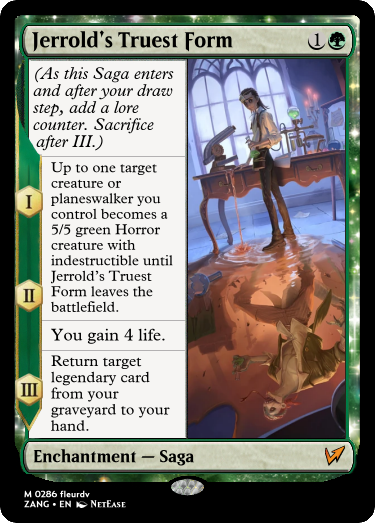 Jerrold's Truest Form 1
(As this Saga enters
and after your draw
step, add a lore
counter. Sacrifice
after III.)
I
Up to one target
creature or
planeswalker you
control becomes a
5/5 green Horror
creature with
indestructible until
Jerrold's Truest
Form leaves the
battlefield.
II
You gain 4 life.
III
Return target
legendary card
from your
graveyard to your
hand.
Enchantment — Saga
M 0286 fleurdv
ZANG • EN NetEase